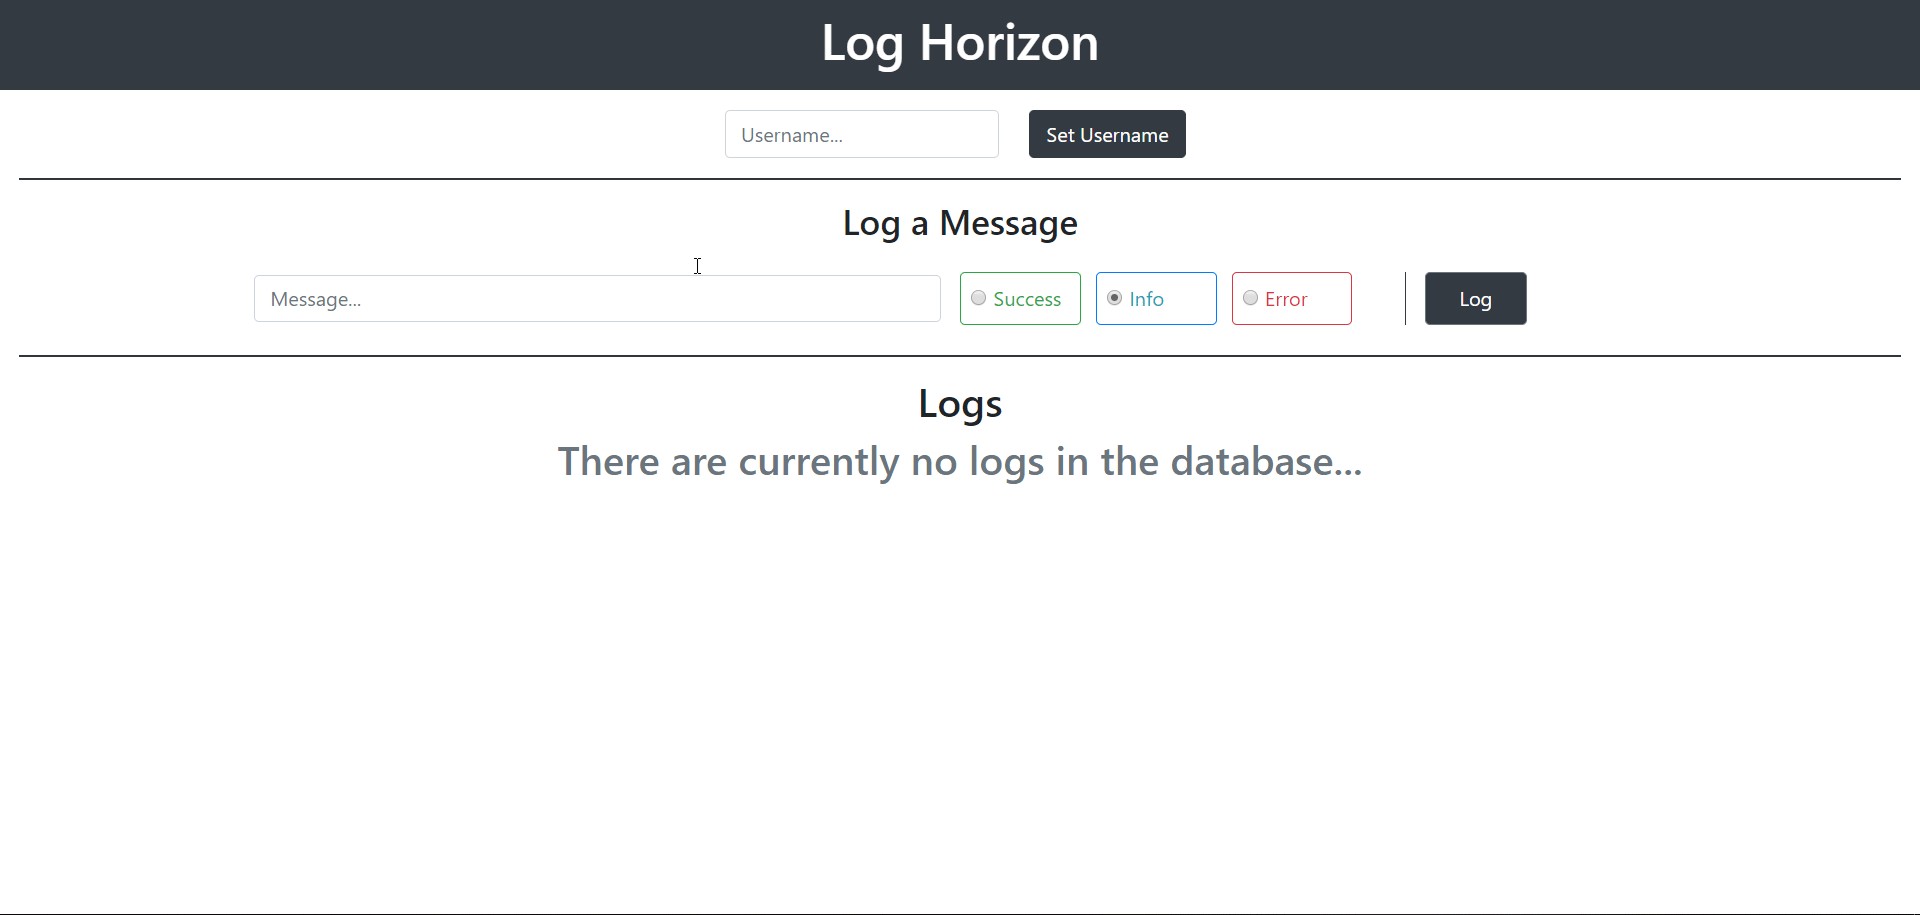 Log Horizon
Username...
Set Username
Log a Message
Message...
Success
Info
Error
Log
Logs
There are currently no logs in the database...